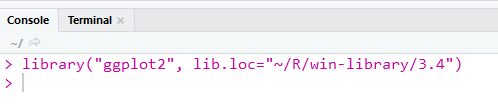 Console Terminal ×
~/
> library("ggplot2", lib.loc="~/R/win-library/3.4")
>